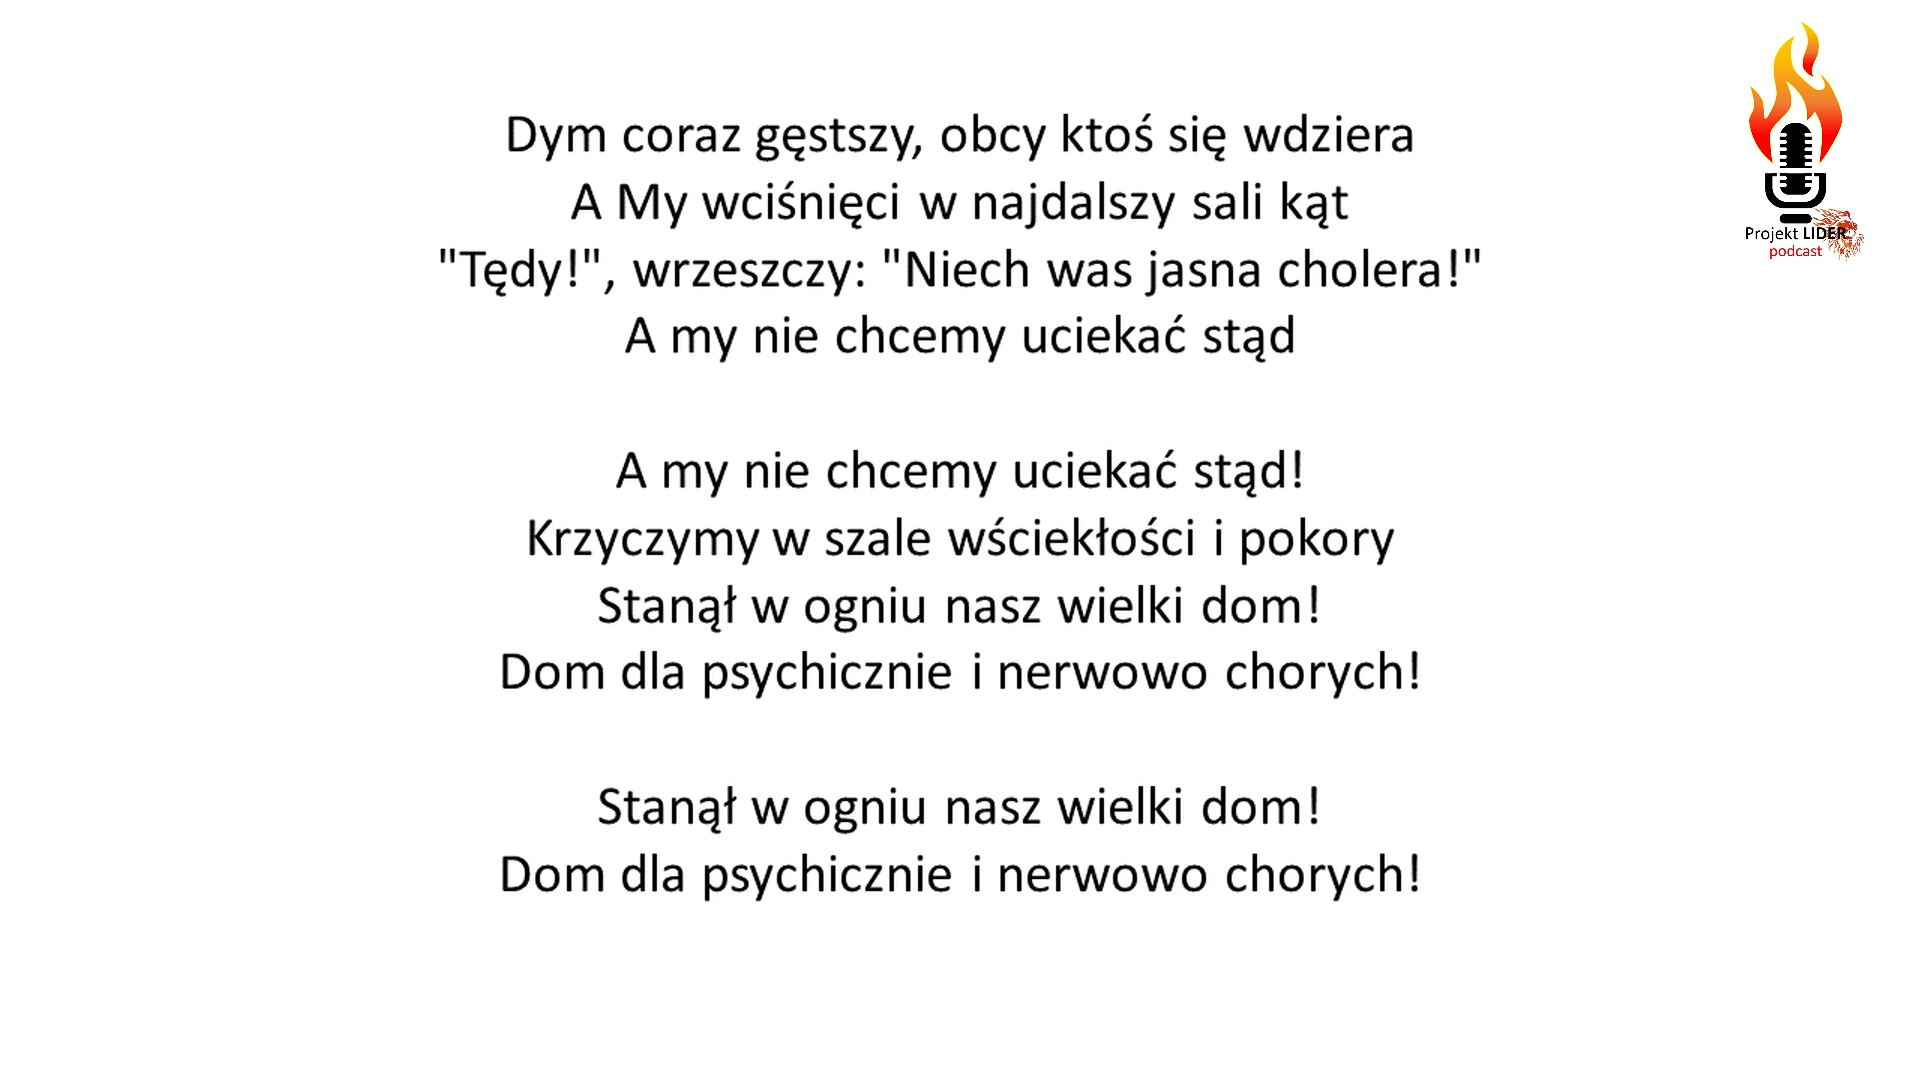 Dym coraz gęstszy, obcy ktoś się wdziera
A My wciśnięci w najdalszy sali kąt
"Tędy!", wrzeszczy: "Niech was jasna cholera!"
A my nie chcemy uciekać stąd
A my nie chcemy uciekać stąd!
Krzyczymy w szale wściekłości i pokory
Stanął w ogniu nasz wielki dom!
Dom dla psychicznie i nerwowo chorych!
Stanął w ogniu nasz wielki dom!
Dom dla psychicznie i nerwowo chorych!
Projekt LIDER
podcast